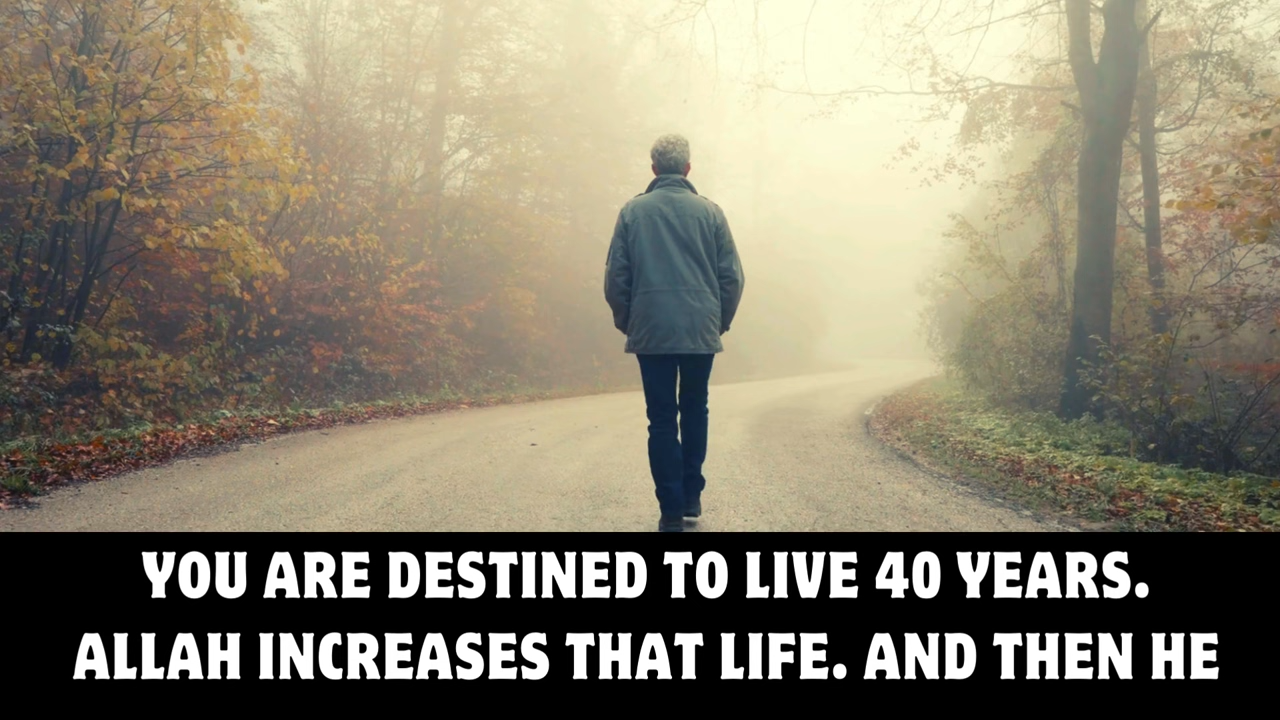 YOU ARE DESTINED TO LIVE 40 YEARS.
ALLAH INCREASES THAT LIFE. AND THEN HE